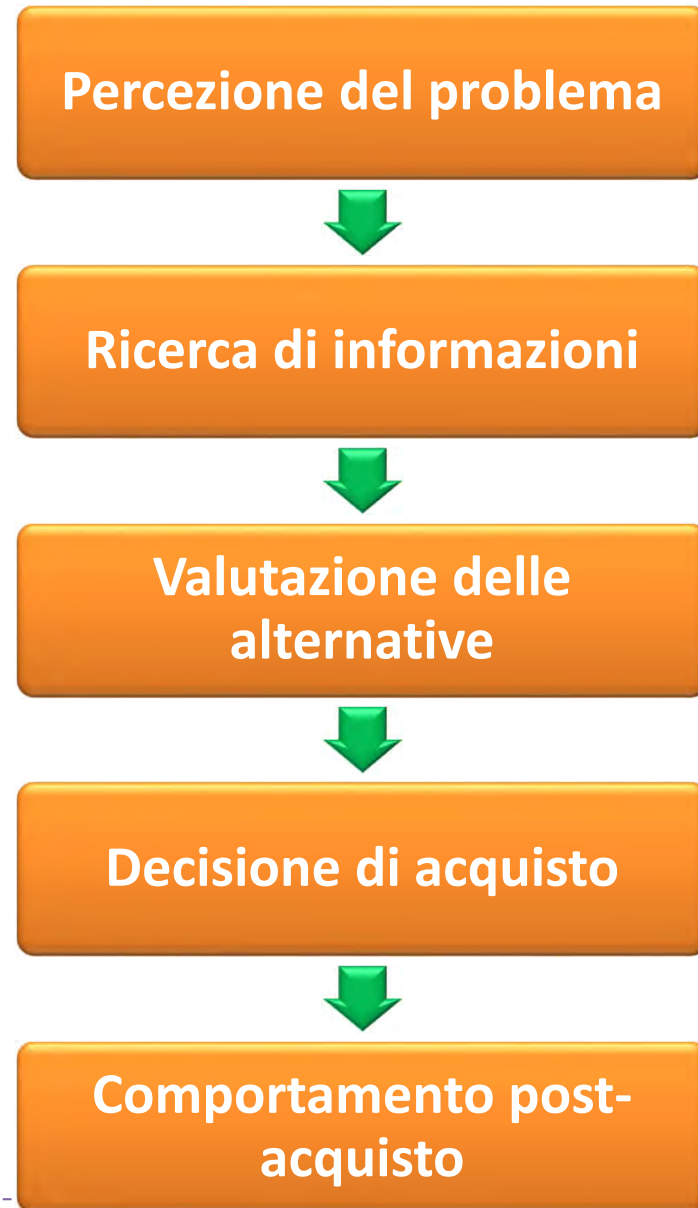 Percezione del problema
Ricerca di informazioni
Valutazione delle
alternative
Decisione di acquisto
Comportamento post-
acquisto